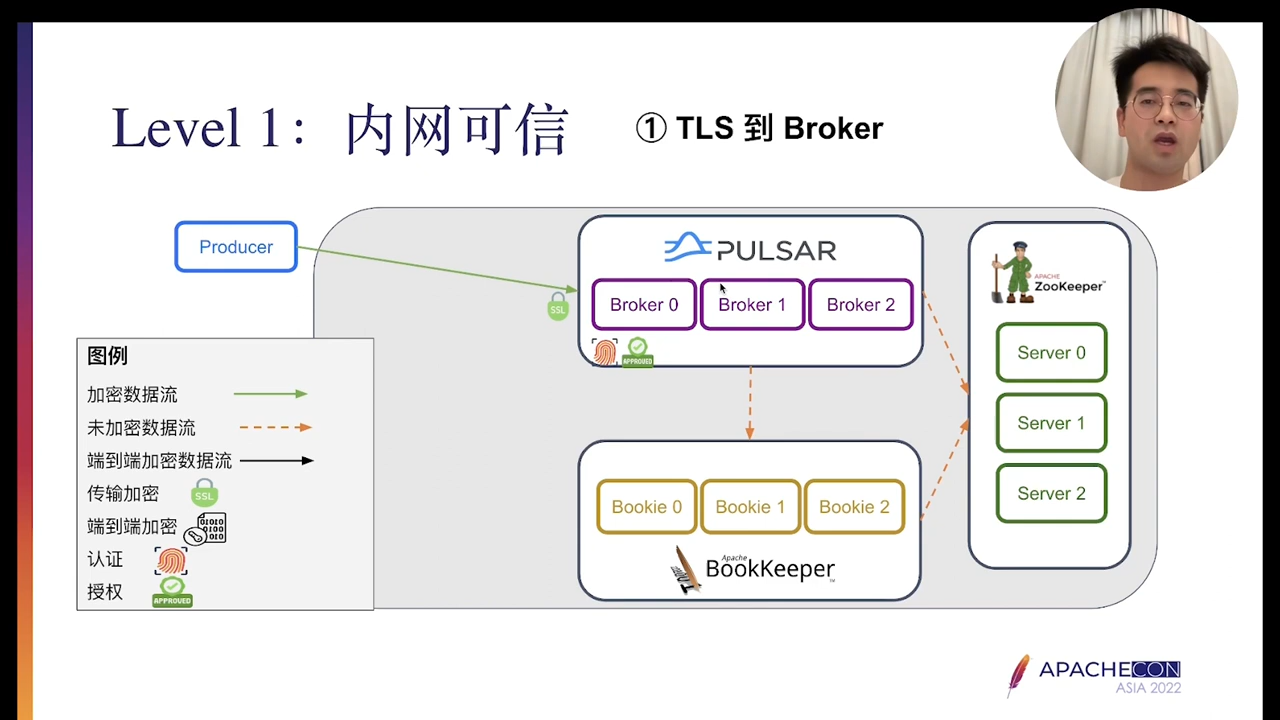 Level 1：内网可信
① TLS 到 Broker
Producer
PULSAR
Broker 0
Broker 1
Broker 2
SSL
APPROVED
APACHE
ZooKeeper™
Server 0
Server 1
Server 2
Bookie 0
Bookie 1
Bookie 2
Apache
BooKKeeper™
图例
加密数据流
未加密数据流
端到端加密数据流
传输加密
SSL
端到端加密
认证
授权
APPROVED
APACHECON
ASIA 2022